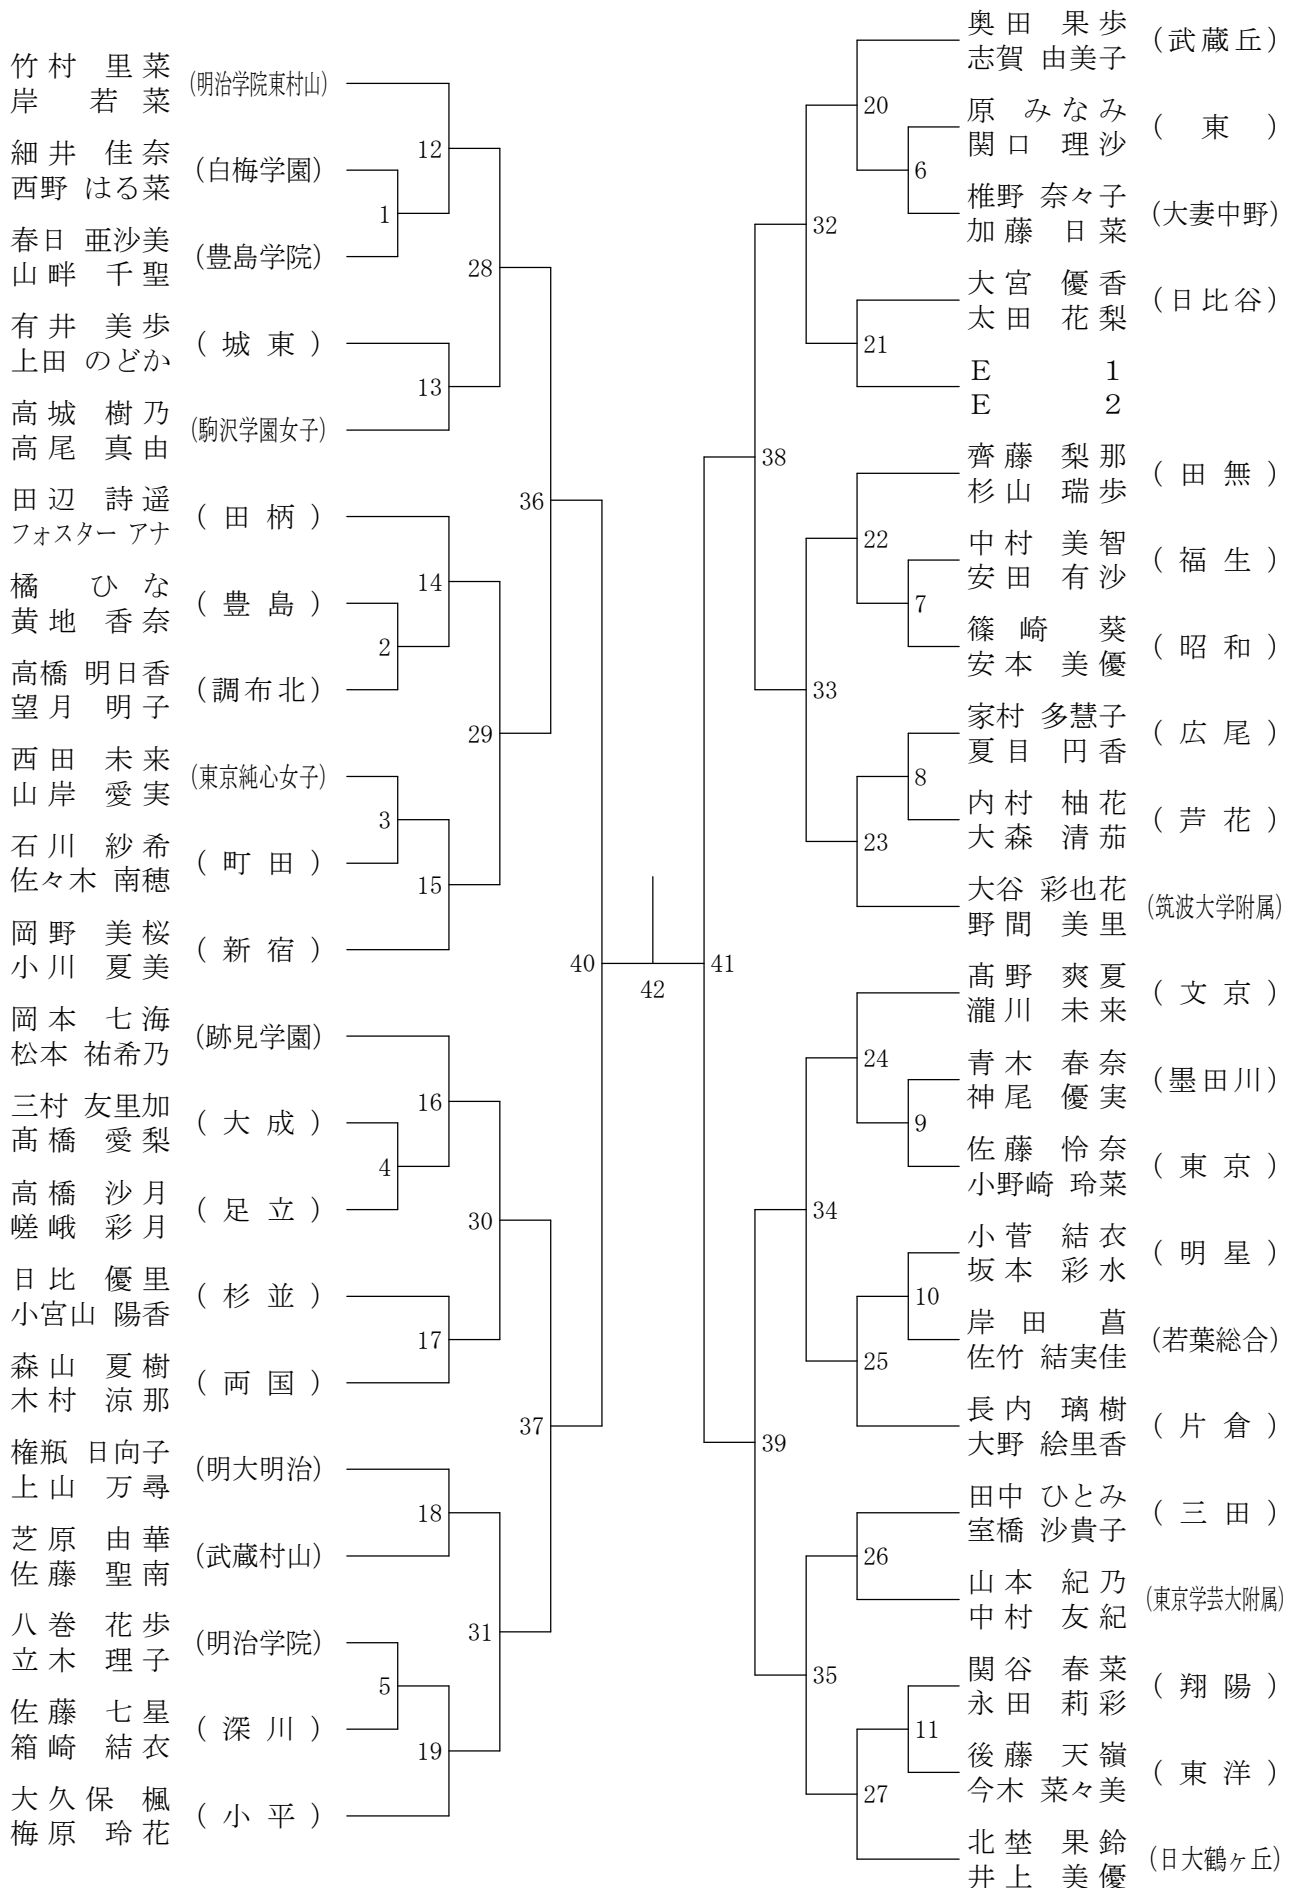 竹村 里菜
岸 若菜
(明治学院東村山)
細井 佳奈
西野 はる菜
(白梅学園)
春日 亜沙美
山畔 千聖
(豊島学院)
有井 美歩
上田 のどか
(城東)
高城 樹乃
高尾 真由
(駒沢学園女子)
田辺 詩遥
フォスター アナ
(田柄)
橘 ひな
黄地 香奈
(豊島)
高橋 明日香
望月 明子
(調布北)
西田 未来
山岸 愛実
(東京純心女子)
石川 紗希
佐々木 南穂
(町田)
岡野 美桜
小川 夏美
(新宿)
岡本 七海
松本 祐希乃
(跡見学園)
三村 友里加
髙橋 愛梨
(大成)
高橋 沙月
嵯峨 彩月
(足立)
日比 優里
小宮山 陽香
(杉並)
森山 夏樹
木村 涼那
(両国)
権瓶 日向子
上山 万尋
(明大明治)
芝原 由華
佐藤 聖南
(武蔵村山)
八巻 花歩
立木 理子
(明治学院)
佐藤 七星
箱崎 結衣
(深川)
大久保 楓
梅原 玲花
(小平)
1
2
3
4
5
12
13
14
15
16
17
18
19
28
29
30
31
36
37
40
42
41
38
39
32
33
34
35
20
21
22
23
24
25
26
27
6
7
8
9
10
11
奥田 果歩
志賀 由美子
(武蔵丘)
原 みなみ
関口 理沙
(東)
椎野 奈々子
加藤 日菜
(大妻中野)
大宮 優香
太田 花梨
(日比谷)
E 1
E 2
齊藤 梨那
杉山 瑞歩
(田無)
中村 美智
安田 有沙
(福生)
篠崎 葵
安本 美優
(昭和)
家村 多慧子
夏目 円香
(広尾)
内村 柚花
大森 清茄
(芦花)
大谷 彩也花
野間 美里
(筑波大学附属)
髙野 爽夏
瀧川 未来
(文京)
青木 春奈
神尾 優実
(墨田川)
佐藤 怜奈
小野崎 玲菜
(東京)
小菅 結衣
坂本 彩水
(明星)
岸田 菖
佐竹 結実佳
(若葉総合)
長内 璃樹
大野 絵里香
(片倉)
田中 ひとみ
室橋 沙貴子
(三田)
山本 紀乃
中村 友紀
(東京学芸大附属)
関谷 春菜
永田 莉彩
(翔陽)
後藤 天嶺
今木 菜々美
(東洋)
北埜 果鈴
井上 美優
(日大鶴ヶ丘)